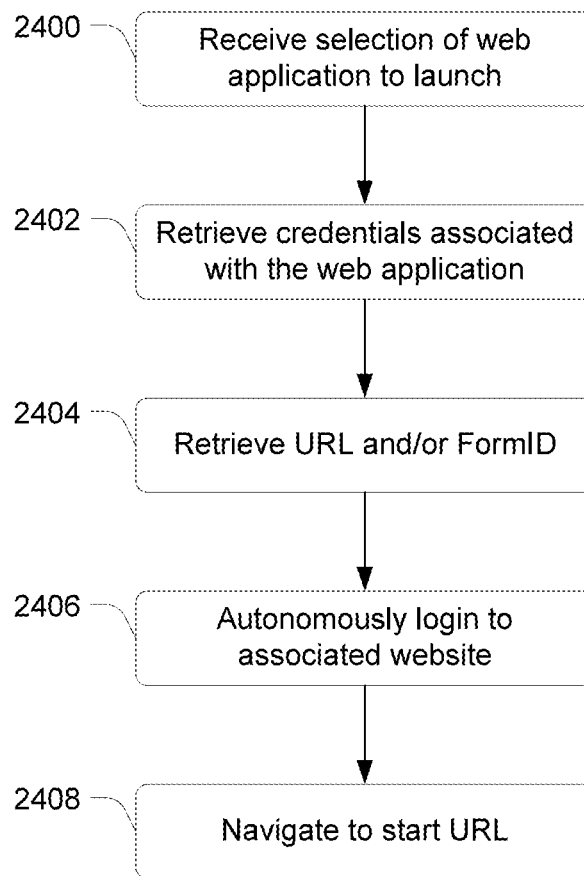 2400
Receive selection of web
application to launch
2402
Retrieve credentials associated
with the web application
2404
Retrieve URL and/or FormID
2406
Autonomously login to
associated website
2408
Navigate to start URL